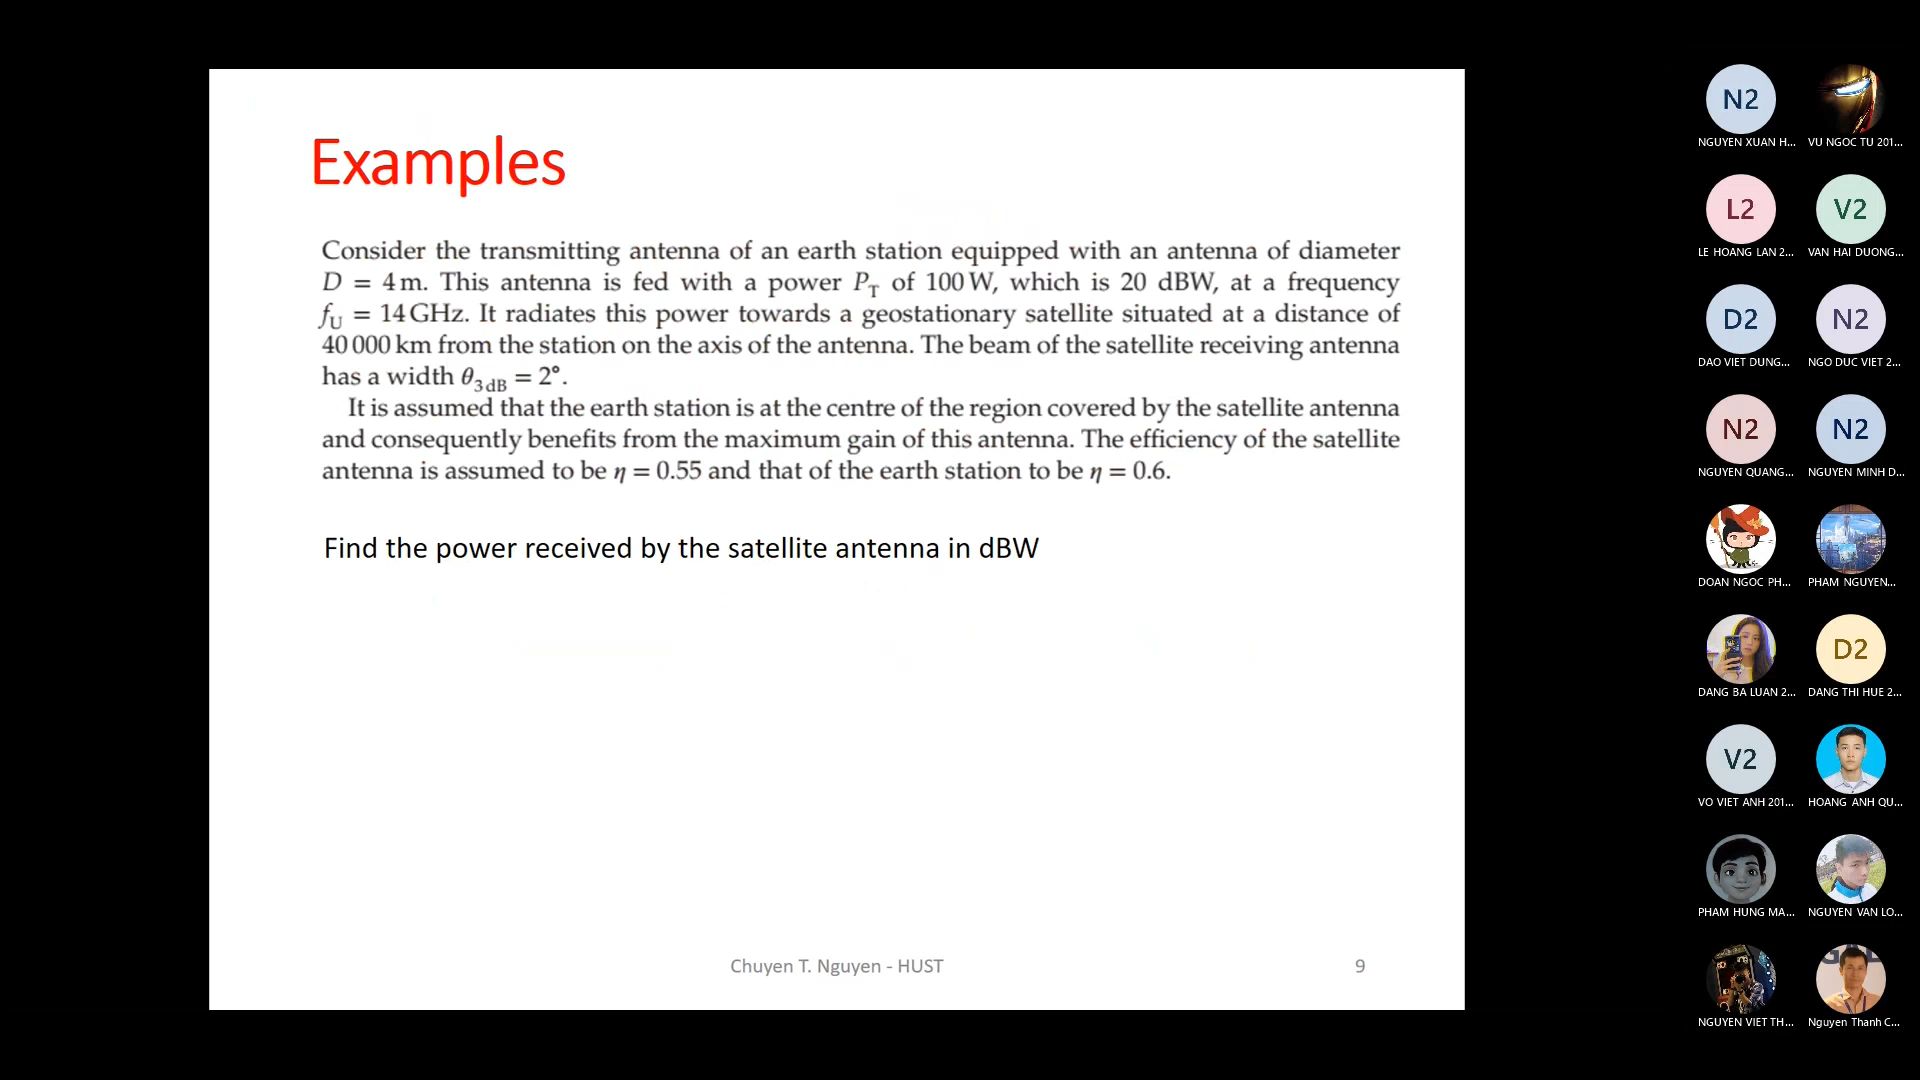 Examples
Consider the transmitting antenna of an earth station equipped with an antenna of diameter
D = 4 m. This antenna is fed with a power P_T of 100 W, which is 20 dBW, at a frequency
f_U = 14 GHz. It radiates this power towards a geostationary satellite situated at a distance of
40 000 km from the station on the axis of the antenna. The beam of the satellite receiving antenna
has a width θ_3 dB = 2°.
It is assumed that the earth station is at the centre of the region covered by the satellite antenna
and consequently benefits from the maximum gain of this antenna. The efficiency of the satellite
antenna is assumed to be η = 0.55 and that of the earth station to be η = 0.6.
Find the power received by the satellite antenna in dBW
Chuyen T. Nguyen - HUST
9
N2
NGUYEN XUAN H...
VU NGOC TU 201...
L2
LE HOANG LAN 2...
V2
VAN HAI DUONG...
D2
DAO VIET DUNG...
N2
NGO DUC VIET 2...
N2
NGUYEN QUANG...
N2
NGUYEN MINH D...
DOAN NGOC PH...
PHAM NGUYEN...
DANG BA LUAN 2...
D2
DANG THI HUE 2...
V2
VO VIET ANH 201...
HOANG ANH QU...
PHAM HUNG MA...
NGUYEN VAN LO...
NGUYEN VIET TH...
Nguyen Thanh C...